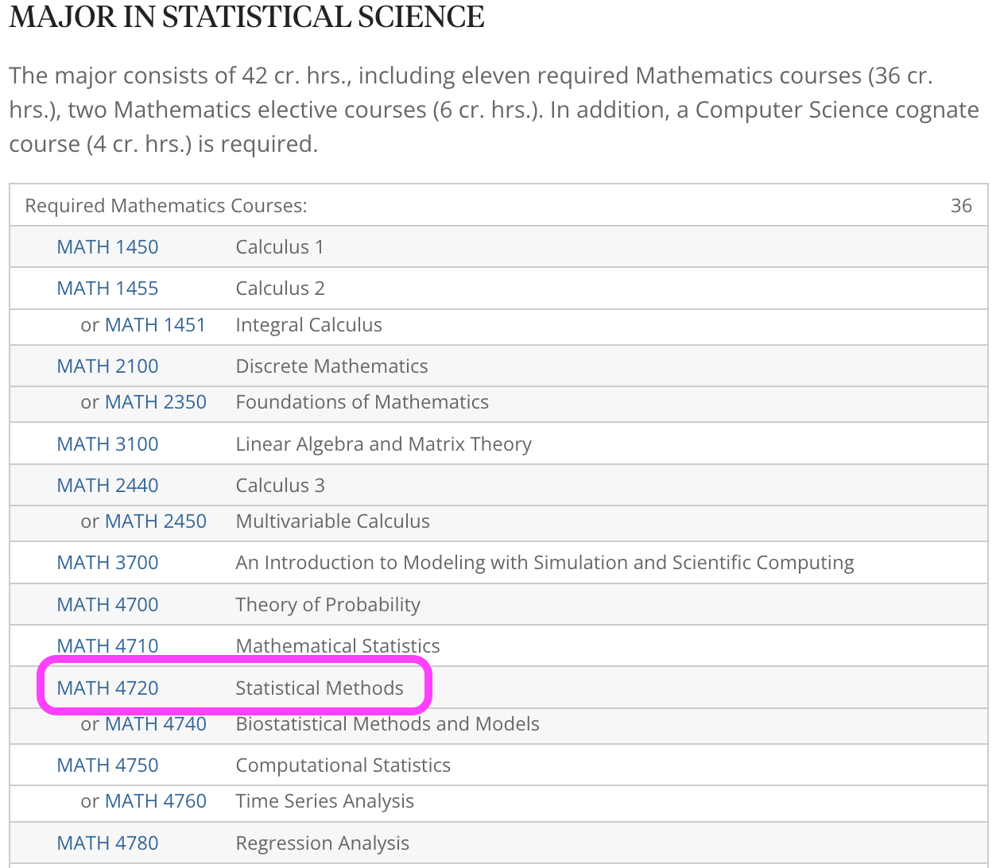 MAJOR IN STATISTICAL SCIENCE
The major consists of 42 cr. hrs., including eleven required Mathematics courses (36 cr.
hrs.), two Mathematics elective courses (6 cr. hrs.). In addition, a Computer Science cognate
course (4 cr. hrs.) is required.
Required Mathematics Courses: 36
MATH 1450 Calculus 1
MATH 1455 Calculus 2
or MATH 1451 Integral Calculus
MATH 2100 Discrete Mathematics
or MATH 2350 Foundations of Mathematics
MATH 3100 Linear Algebra and Matrix Theory
MATH 2440 Calculus 3
or MATH 2450 Multivariable Calculus
MATH 3700 An Introduction to Modeling with Simulation and Scientific Computing
MATH 4700 Theory of Probability
MATH 4710 Mathematical Statistics
MATH 4720 Statistical Methods
or MATH 4740 Biostatistical Methods and Models
MATH 4750 Computational Statistics
or MATH 4760 Time Series Analysis
MATH 4780 Regression Analysis